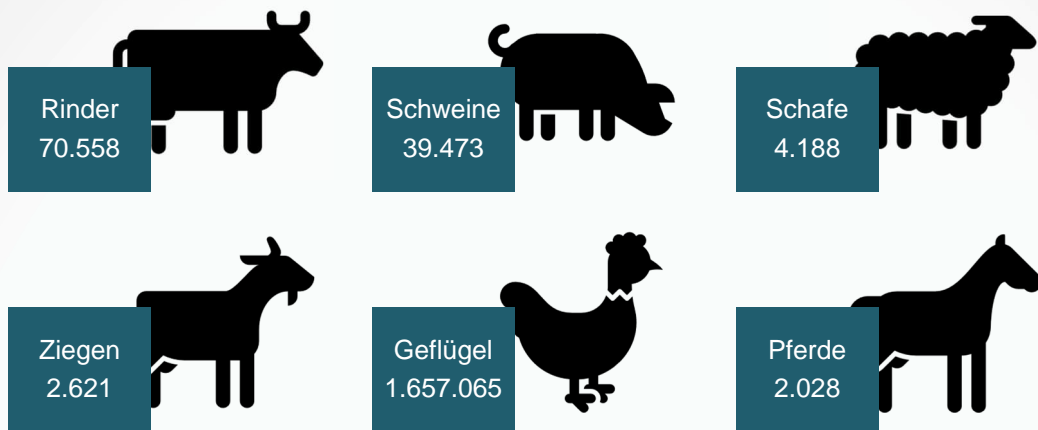 Rinder
70.558
Schweine
39.473
Schafe
4.188
Ziegen
2.621
Geflügel
1.657.065
Pferde
2.028